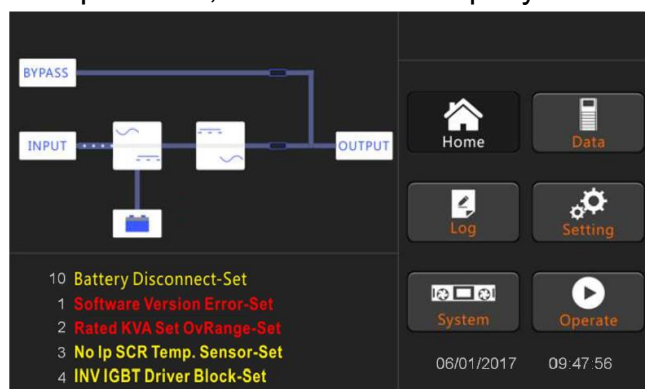 BYPASS
INPUT
OUTPUT
10 Battery Disconnect-Set
1 Software Version Error-Set
2 Rated KVA Set OvRange-Set
3 No Ip SCR Temp. Sensor-Set
4 INV IGBT Driver Block-Set
Home
Data
Log
Setting
System
Operate
06/01/2017 09:47:56